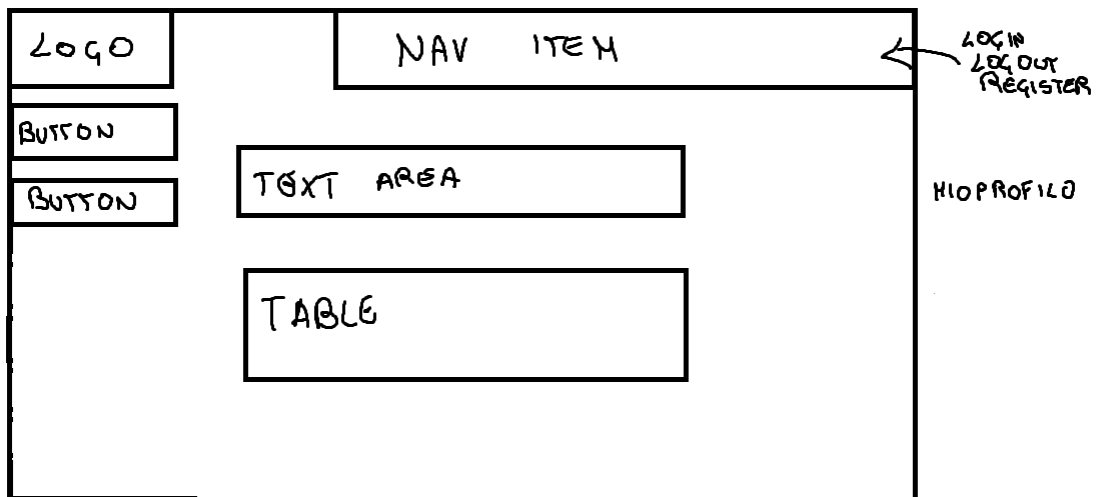 LOGO
NAV ITEM
LOGIN
LOGOUT
REGISTER
BUTTON
BUTTON
TEXT AREA
MIOPROFILO
TABLE